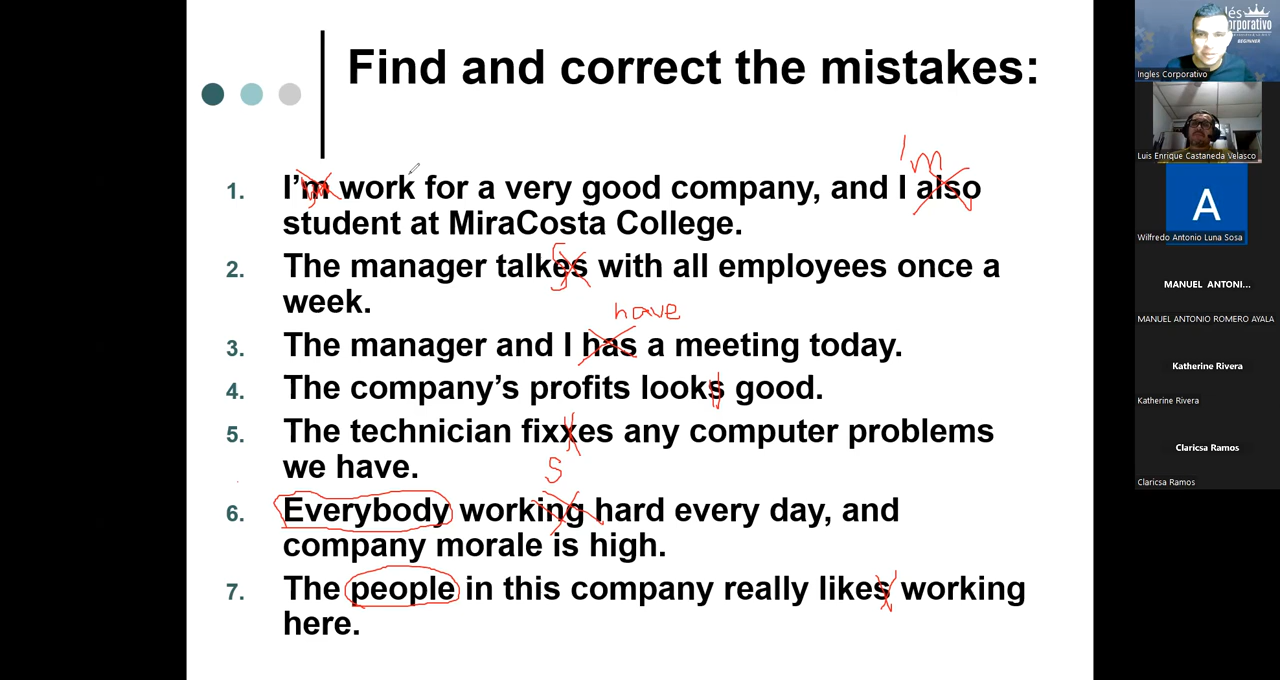 Find and correct the mistakes:
'm
1. I'm work for a very good company, and I also
student at MiraCosta College.
s
2. The manager talkes with all employees once a
week.
have
3. The manager and I has a meeting today.
4. The company's profits looks good.
5. The technician fixxes any computer problems
we have.
s
6. Everybody working hard every day, and
company morale is high.
7. The people in this company really likes working
here.
BEGINNER
Ingles Corporativo
Luis Enrique Castaneda Velasco
A
Wilfredo Antonio Luna Sosa
MANUEL ANTONI...
MANUEL ANTONIO ROMERO AYALA
Katherine Rivera
Katherine Rivera
Claricsa Ramos
Claricsa Ramos